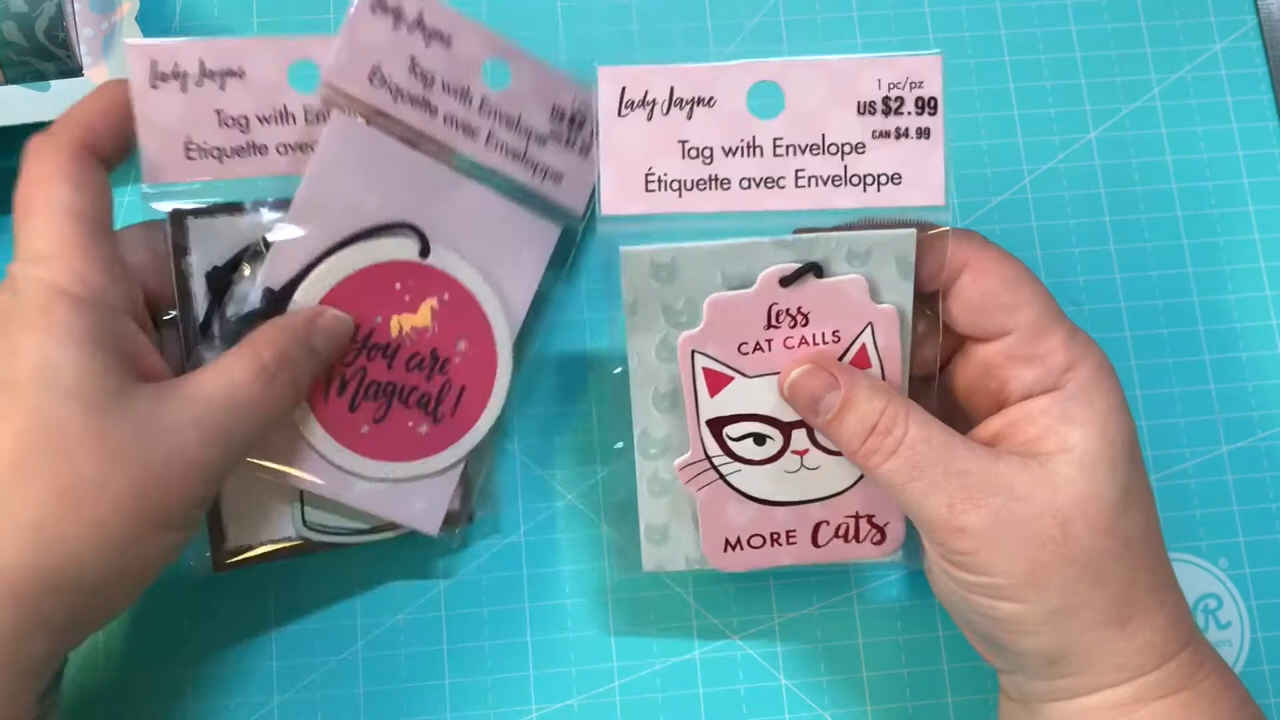 Lady Jayne
Tag with En
Étiquette avec
Lady Jayne
Tag with Envelope
Étiquette avec Enveloppe
You are
Magical!
Lady Jayne
1 pc/pz
US $2.99
CAN $4.99
Tag with Envelope
Étiquette avec Enveloppe
Less
CAT CALLS
MORE Cats
R